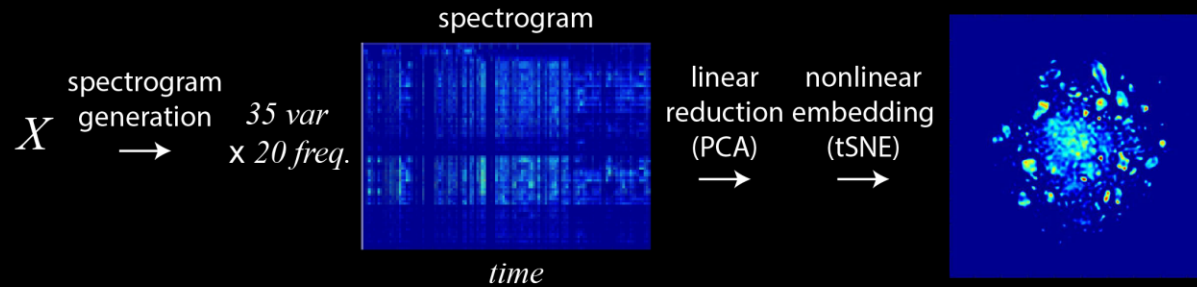 X
spectrogram
generation
35 var
x 20 freq.
spectrogram
time
linear
reduction
(PCA)
nonlinear
embedding
(tSNE)